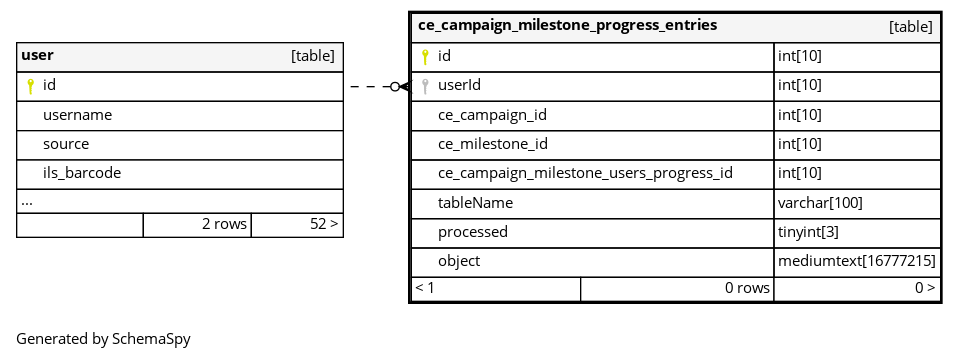 user [table]
id
username
source
ils_barcode
...
2 rows 52 >
ce_campaign_milestone_progress_entries [table]
id int[10]
userId int[10]
ce_campaign_id int[10]
ce_milestone_id int[10]
ce_campaign_milestone_users_progress_id int[10]
tableName varchar[100]
processed tinyint[3]
object mediumtext[16777215]
< 1 0 rows 0 >
Generated by SchemaSpy